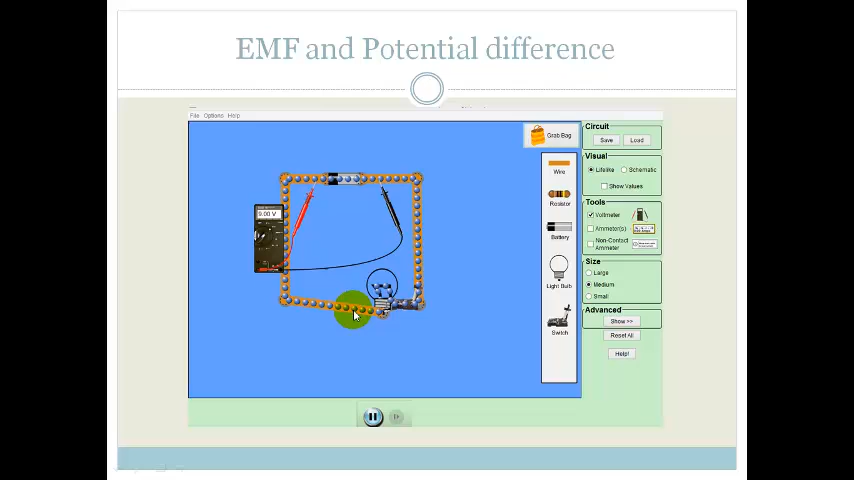 EMF and Potential difference
File Options Help
Grab Bag
Wire
Resistor
Battery
Light Bulb
Switch
9.00 V
Circuit
Save Load
Visual
Lifelike Schematic
Show Values
Tools
Voltmeter
Ammeter(s)
Non-Contact
Ammeter
Size
Large
Medium
Small
Advanced
Show >>
Reset All
Help!